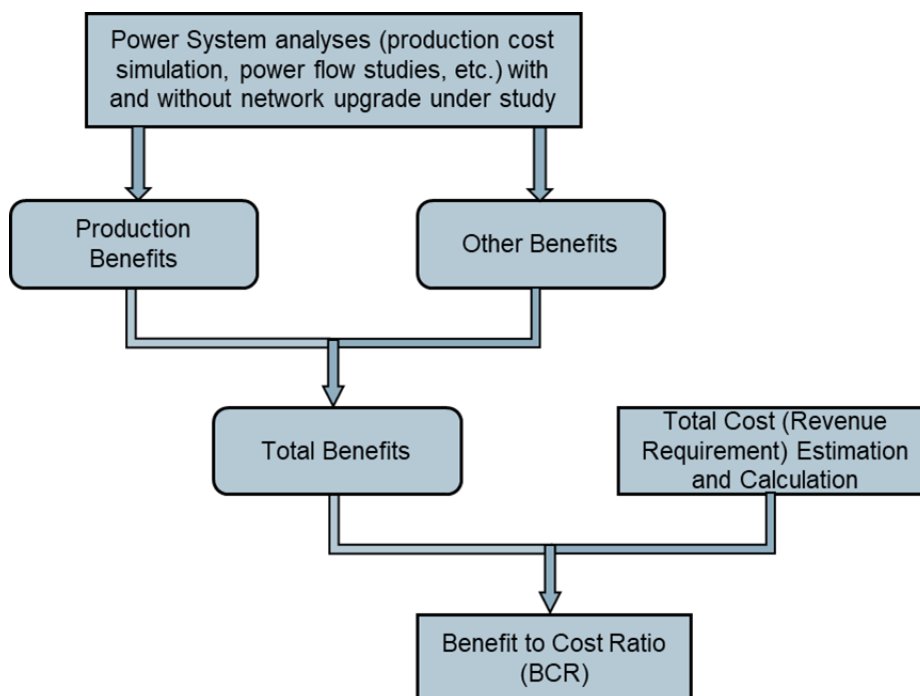 Power System analyses (production cost
simulation, power flow studies, etc.) with
and without network upgrade under study
Production
Benefits
Other Benefits
Total Benefits
Total Cost (Revenue
Requirement) Estimation
and Calculation
Benefit to Cost Ratio
(BCR)